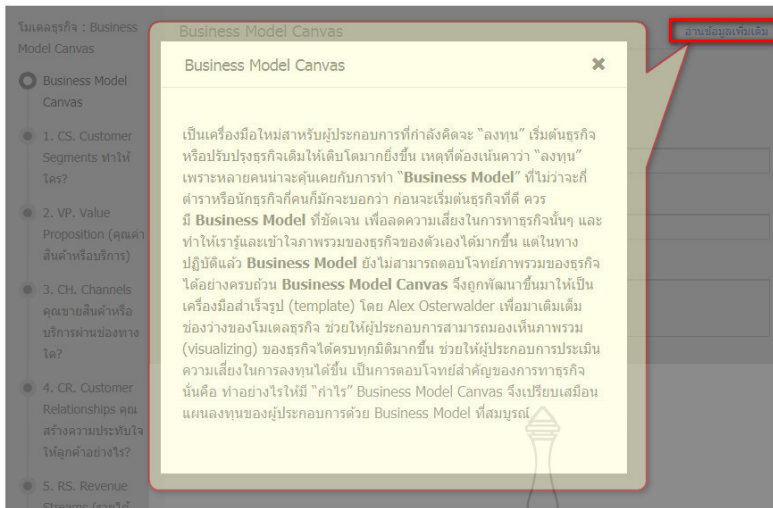 โมเดลธุรกิจ : Business
Model Canvas
Business Model
Canvas
1. CS. Customer
Segments ทำให้
ใคร?
2. VP. Value
Proposition (คุณค่า
สินค้าหรือบริการ)
3. CH. Channels
คุณขายสินค้าหรือ
บริการผ่านช่องทาง
ใด?
4. CR. Customer
Relationships คุณ
สร้างความประทับใจ
ให้ลูกค้าอย่างไร?
5. RS. Revenue
Streams (รายได้
Business Model Canvas
อ่านข้อมูลเพิ่มเติม
Business Model Canvas
เป็นเครื่องมือใหม่สาหรับผู้ประกอบการที่กำลังคิดจะ “ลงทุน” เริ่มต้นธุรกิจ
หรือปรับปรุงธุรกิจเดิมให้เติบโตมากยิ่งขึ้น เหตุที่ต้องเน้นคาว่า “ลงทุน”
เพราะหลายคนน่าจะคุ้นเคยกับการทำ “Business Model” ที่ไม่ว่าจะกี่
ตำราหรือนักธุรกิจกี่คนก็มักจะบอกว่า ก่อนจะเริ่มต้นธุรกิจที่ดี ควร
มี Business Model ที่ชัดเจน เพื่อลดความเสี่ยงในการทาธุรกิจนั้นๆ และ
ทำให้เรารู้และเข้าใจภาพรวมของธุรกิจของตัวเองได้มากขึ้น แต่ในทาง
ปฏิบัติแล้ว Business Model ยังไม่สามารถตอบโจทย์ภาพรวมของธุรกิจ
ได้อย่างครบถ้วน Business Model Canvas จึงถูกพัฒนาขึ้นมาให้เป็น
เครื่องมือสำเร็จรูป (template) โดย Alex Osterwalder เพื่อมาเติมเต็ม
ช่องว่างของโมเดลธุรกิจ ช่วยให้ผู้ประกอบการสามารถมองเห็นภาพรวม
(visualizing) ของธุรกิจได้ครบทุกมิติมากขึ้น ช่วยให้ผู้ประกอบการประเมิน
ความเสี่ยงในการลงทุนได้ขึ้น เป็นการตอบโจทย์สำคัญของการทาธุรกิจ
นั่นคือ ทำอย่างไรให้มี “กำไร” Business Model Canvas จึงเปรียบเสมือน
แผนลงทุนของผู้ประกอบการด้วย Business Model ที่สมบูรณ์